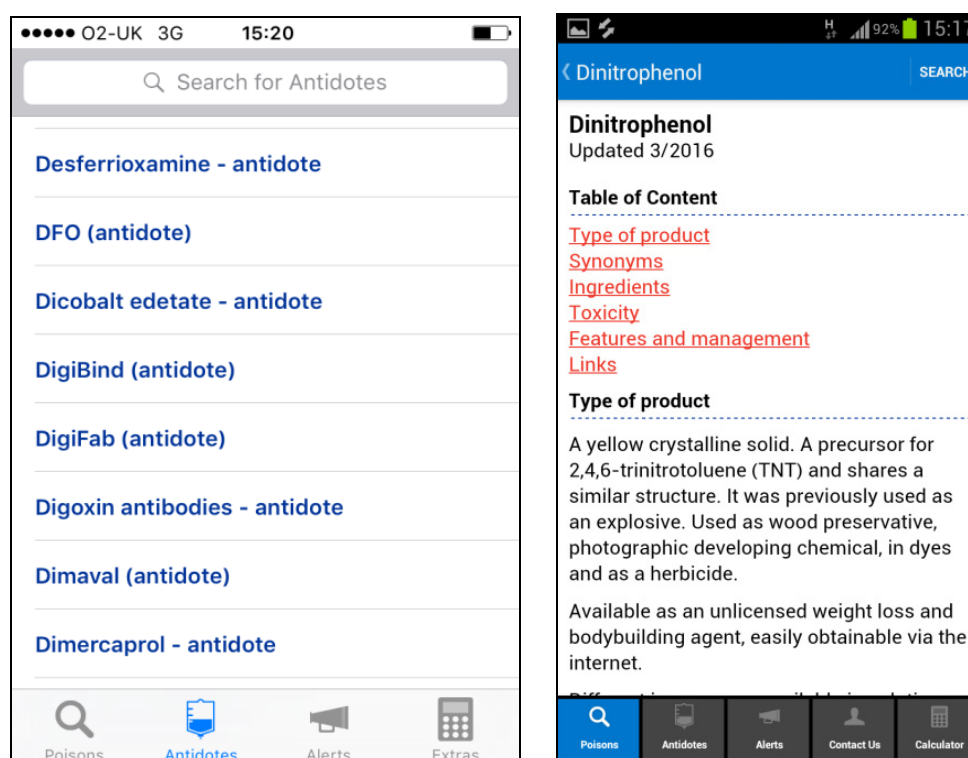 O2-UK 3G 15:20
Search for Antidotes
Desferrioxamine - antidote
DFO (antidote)
Dicobalt edetate - antidote
DigiBind (antidote)
DigiFab (antidote)
Digoxin antibodies - antidote
Dimaval (antidote)
Dimercaprol - antidote
Poisons Antidotes Alerts Extras
H 92% 15:17
Dinitrophenol SEARCH
Dinitrophenol
Updated 3/2016
Table of Content
Type of product
Synonyms
Ingredients
Toxicity
Features and management
Links
Type of product
A yellow crystalline solid. A precursor for
2,4,6-trinitrotoluene (TNT) and shares a
similar structure. It was previously used as
an explosive. Used as wood preservative,
photographic developing chemical, in dyes
and as a herbicide.
Available as an unlicensed weight loss and
bodybuilding agent, easily obtainable via the
internet.
Poisons Antidotes Alerts Contact Us Calculator